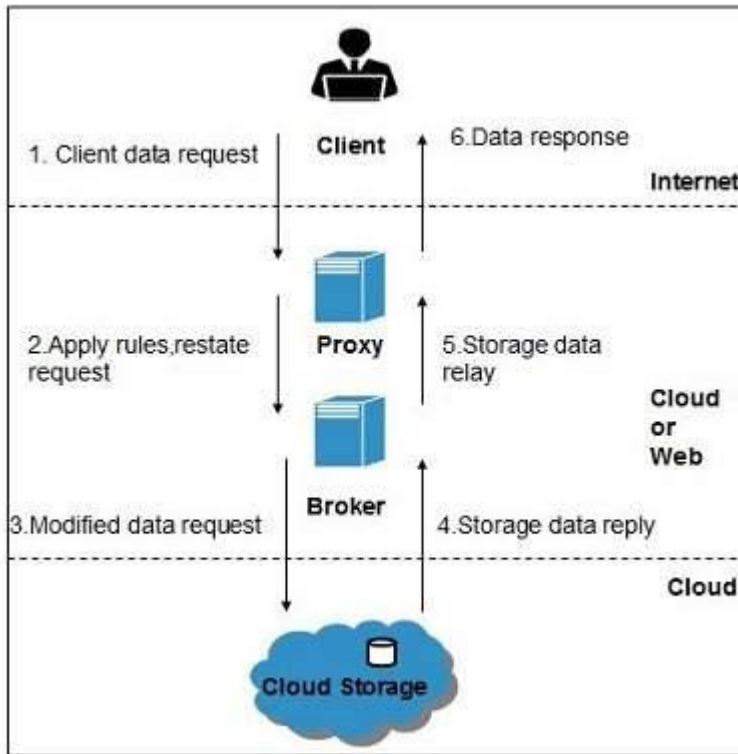 1. Client data request
Client
6.Data response
Internet
2.Apply rules,restate
request
Proxy
5.Storage data
relay
Cloud
or
Web
Broker
3.Modified data request
4.Storage data reply
Cloud
Cloud Storage